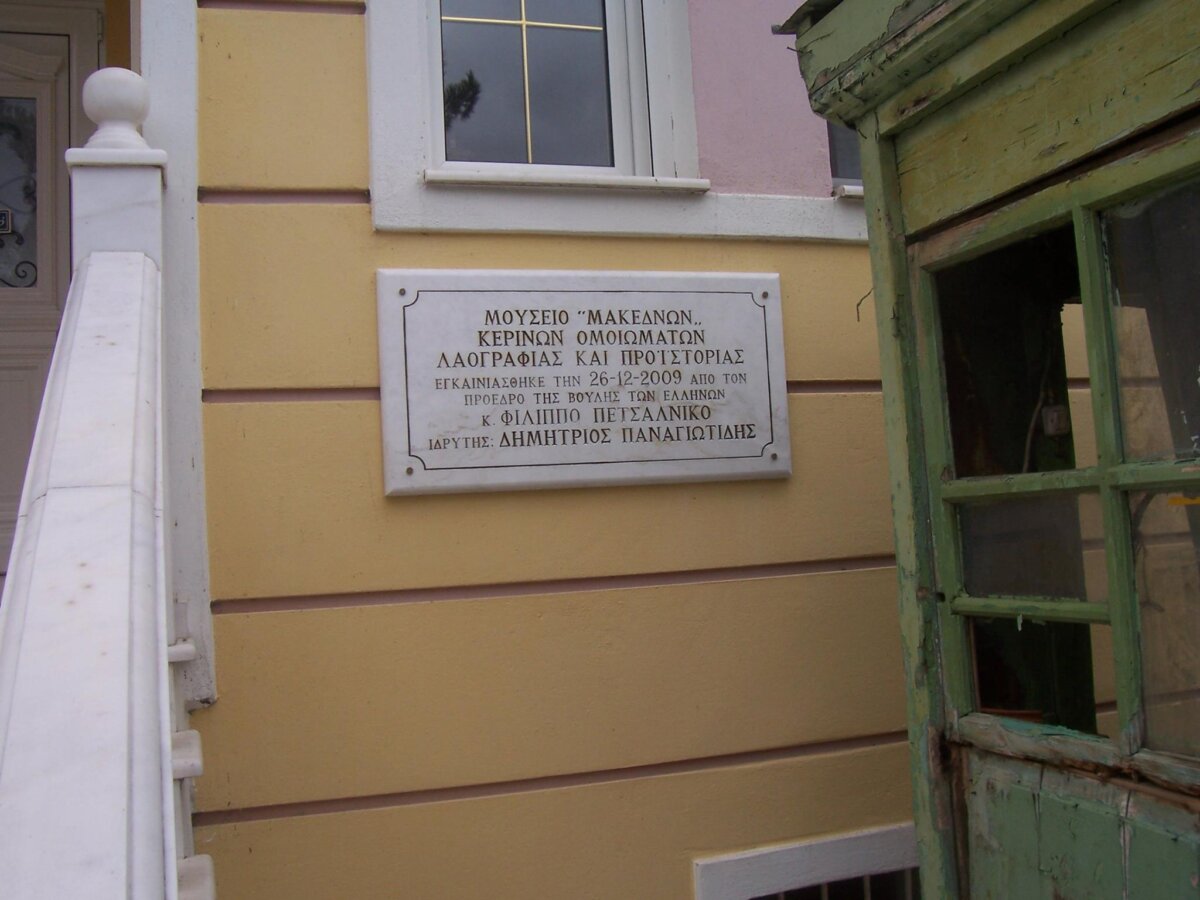 ΜΟΥΣΕΙΟ "ΜΑΚΕΔΝΩΝ„
ΚΕΡΙΝΩΝ ΟΜΟΙΩΜΑΤΩΝ
ΛΑΟΓΡΑΦΙΑΣ ΚΑΙ ΠΡΟΪΣΤΟΡΙΑΣ
ΕΓΚΑΙΝΙΑΣΘΗΚΕ ΤΗΝ 26-12-2009 ΑΠΟ ΤΟΝ
ΠΡΟΕΔΡΟ ΤΗΣ ΒΟΥΛΗΣ ΤΩΝ ΕΛΛΗΝΩΝ
κ. ΦΙΛΙΠΠΟ ΠΕΤΣΑΛΝΙΚΟ
ΙΔΡΥΤΗΣ: ΔΗΜΗΤΡΙΟΣ ΠΑΝΑΓΙΩΤΙΔΗΣ